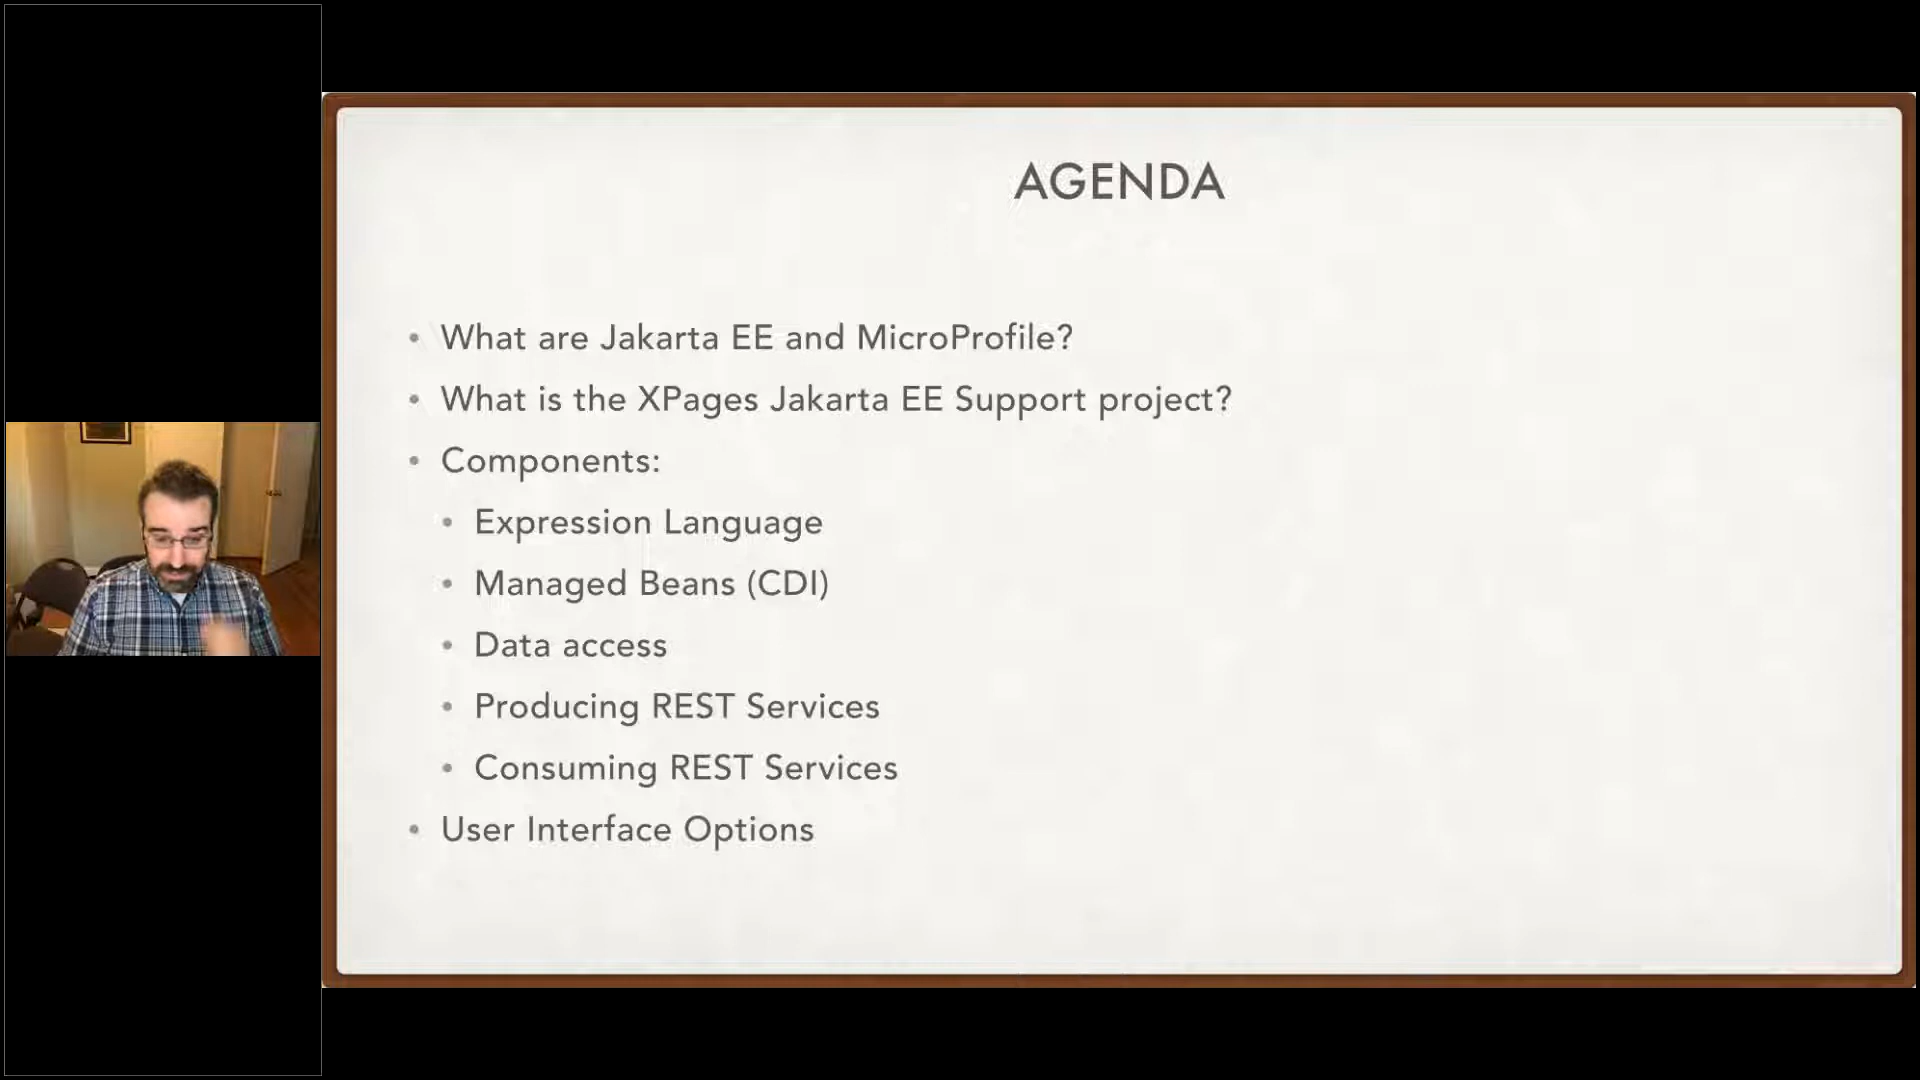 AGENDA
What are Jakarta EE and MicroProfile?
What is the XPages Jakarta EE Support project?
Components:
Expression Language
Managed Beans (CDI)
Data access
Producing REST Services
Consuming REST Services
User Interface Options